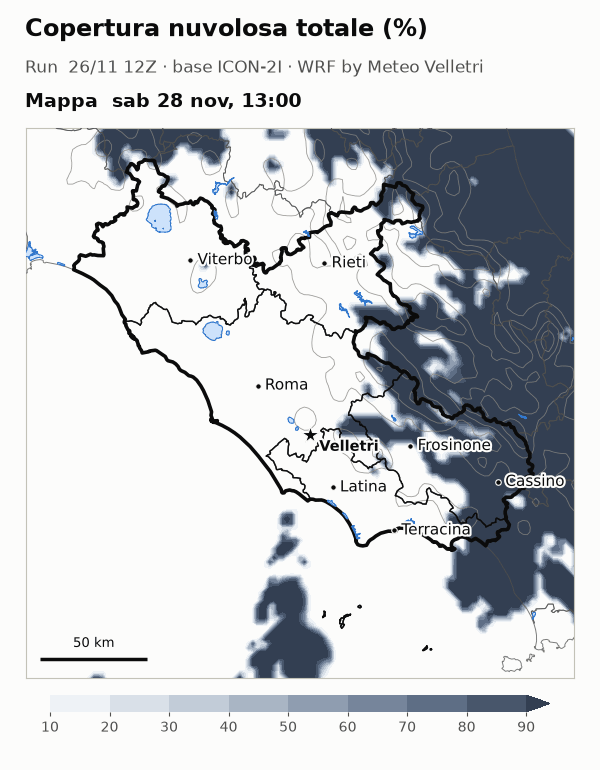 Copertura nuvolosa totale (%)
Run 26/11 12Z · base ICON-2I · WRF by Meteo Velletri
Mappa sab 28 nov, 13:00
Viterbo
Rieti
Roma
Velletri
Frosinone
Cassino
Latina
Terracina
50 km
10 20 30 40 50 60 70 80 90